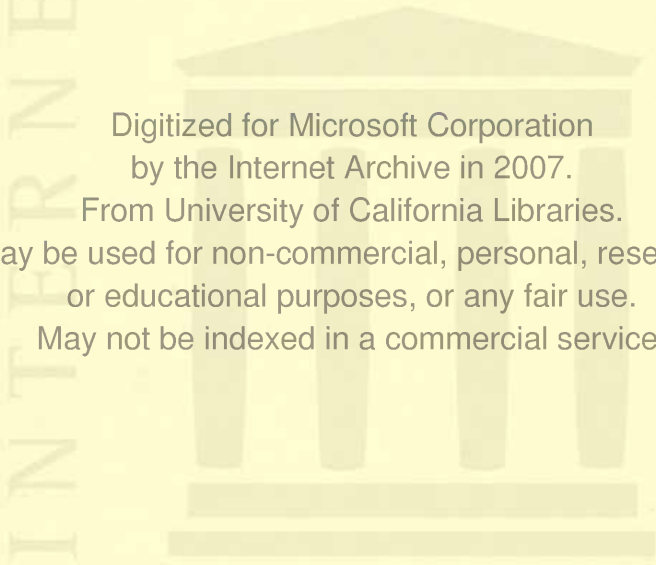 Digitized for Microsoft Corporation
by the Internet Archive in 2007.
From University of California Libraries.
ay be used for non-commercial, personal, rese
or educational purposes, or any fair use.
May not be indexed in a commercial service
INTERNE